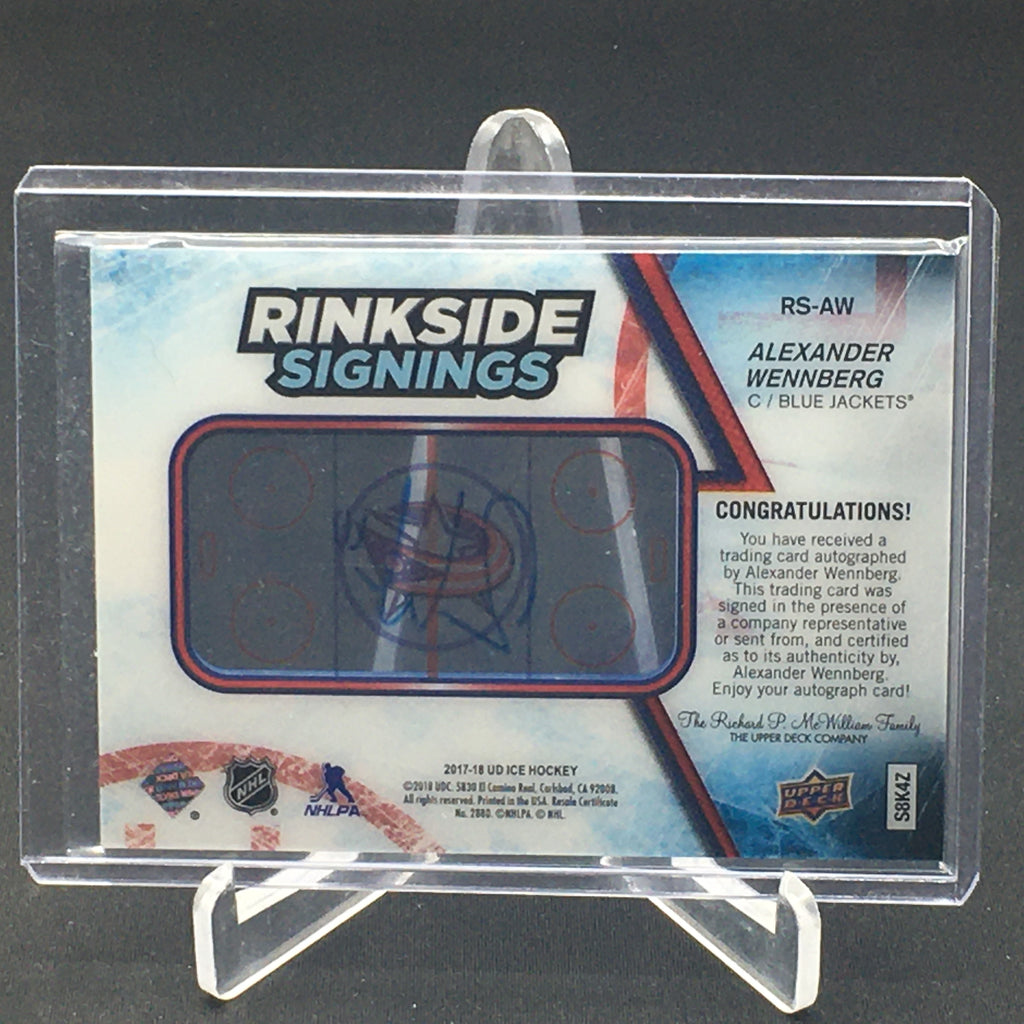 RINKSIDE
SIGNINGS
RS-AW
ALEXANDER
WENNBERG
C / BLUE JACKETS®
CONGRATULATIONS!
You have received a
trading card autographed
by Alexander Wennberg.
This trading card was
signed in the presence of
a company representative
or sent from, and certified
as to its authenticity by,
Alexander Wennberg.
Enjoy your autograph card!
The Richard P. McWilliam Family
THE UPPER DECK COMPANY
NHL
®
NHLPA
2017-18 UD ICE HOCKEY
©2018 UDC. 5830 El Camino Real, Carlsbad, CA 92008.
All rights reserved. Printed in the USA. Resale Certificate
No. 2880. ©NHLPA. © NHL.
UPPER
DECK
S8K4Z